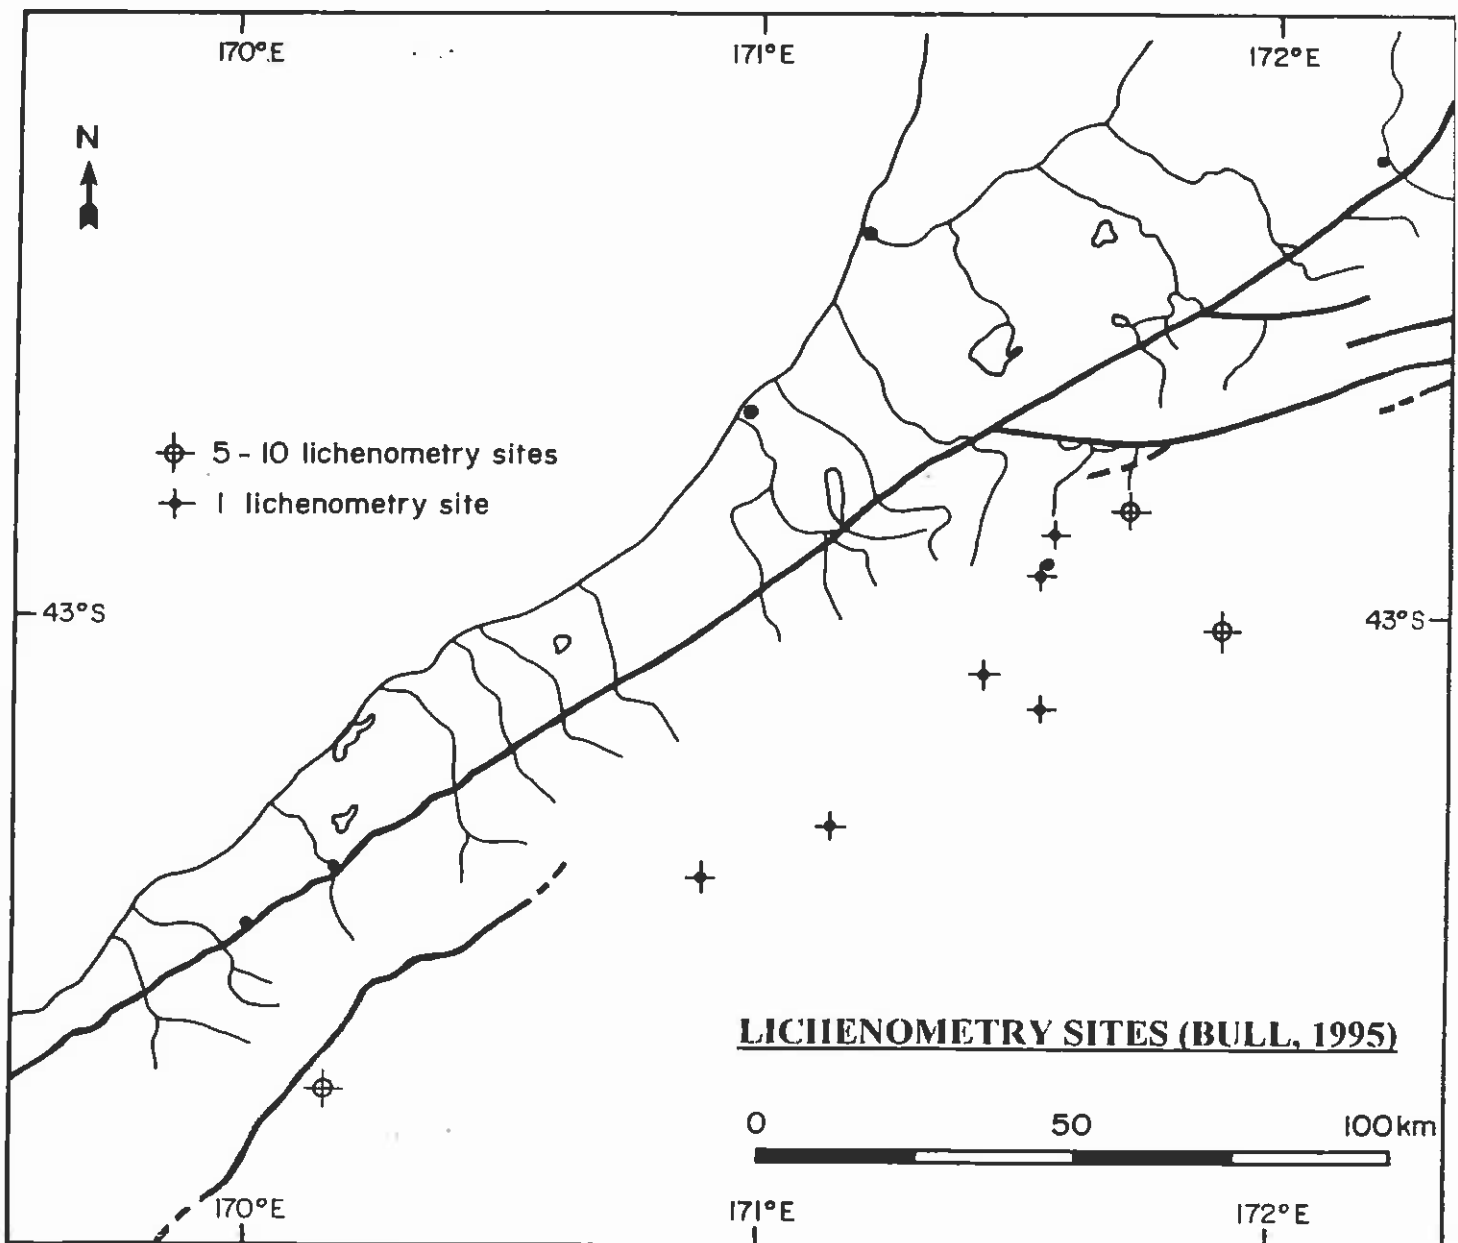 170°E 171°E 172°E
N
5 - 10 lichenometry sites
1 lichenometry site
43°S 43°S
LICHENOMETRY SITES (BULL, 1995)
0 50 100km
170°E 171°E 172°E